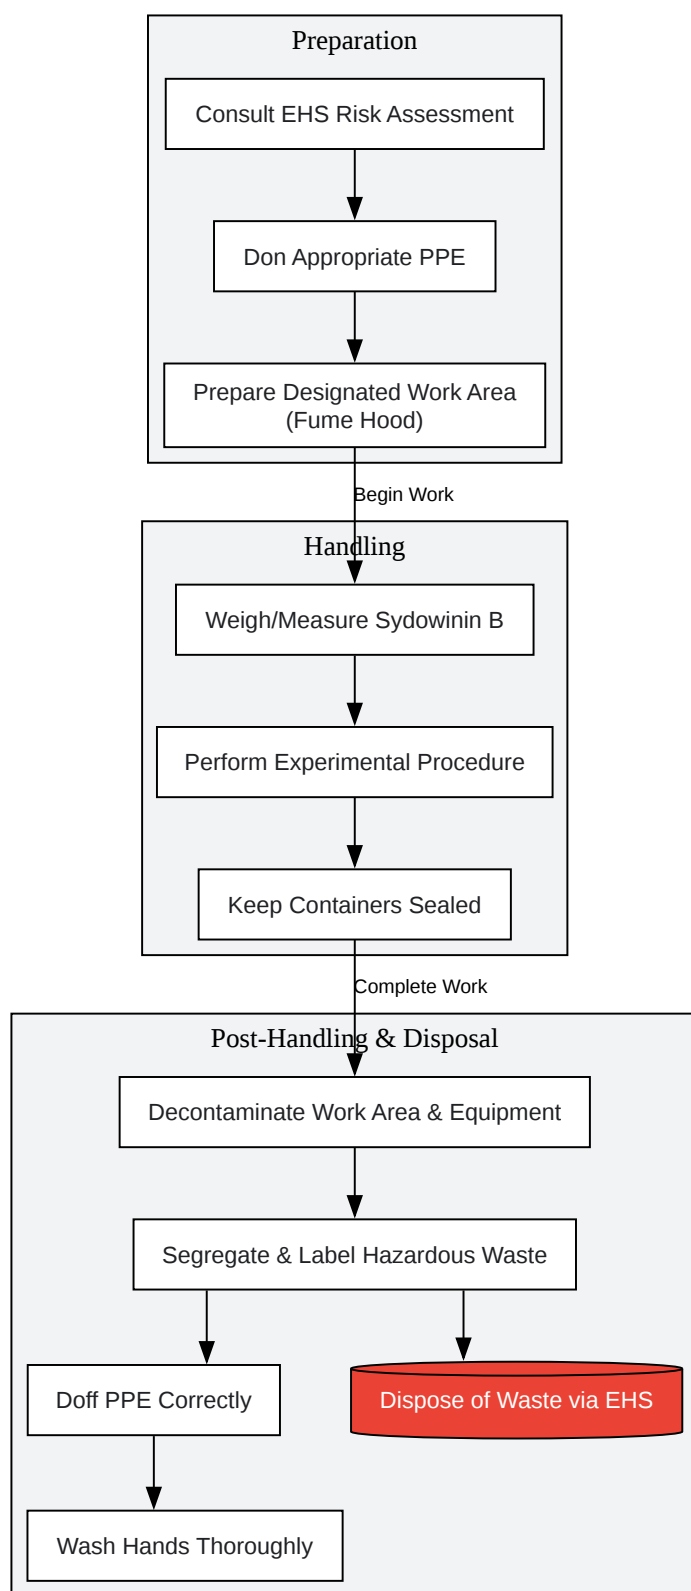 Preparation
Consult EHS Risk Assessment
Don Appropriate PPE
Prepare Designated Work Area
(Fume Hood)
Begin Work
Handling
Weigh/Measure Sydowinin B
Perform Experimental Procedure
Keep Containers Sealed
Complete Work
Post-Handling & Disposal
Decontaminate Work Area & Equipment
Segregate & Label Hazardous Waste
Doff PPE Correctly
Dispose of Waste via EHS
Wash Hands Thoroughly